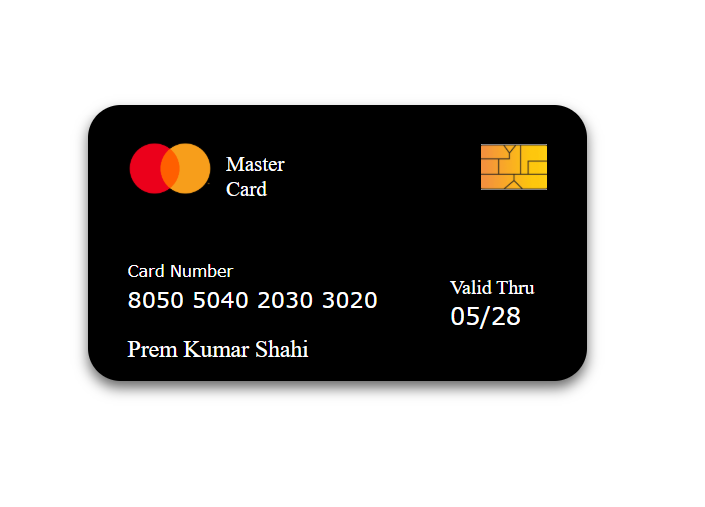 Master
Card
Card Number
8050 5040 2030 3020
Valid Thru
05/28
Prem Kumar Shahi